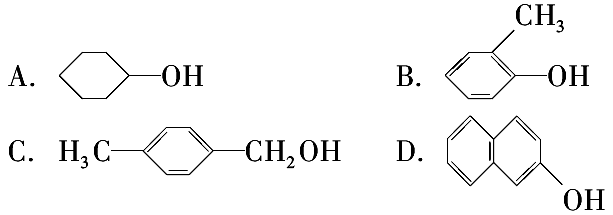 CH₃
A. OH B. OH
C. H₃C CH₂OH D.
OH